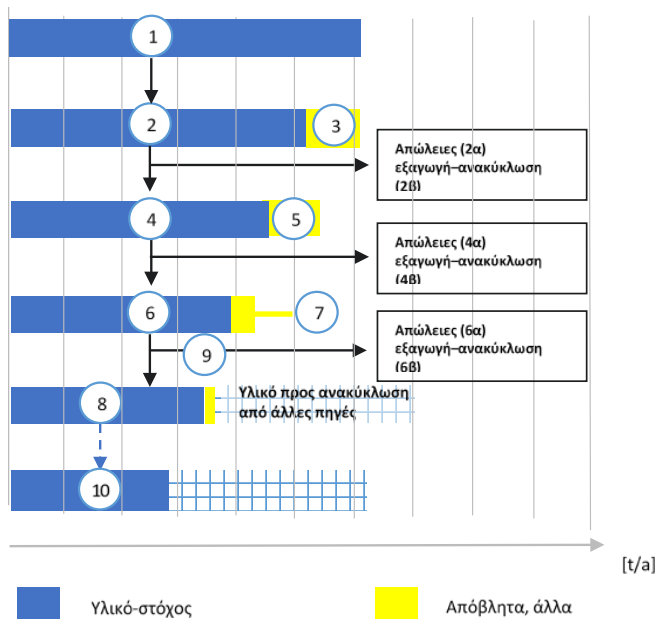 1
2
3
Απώλειες (2α)
εξαγωγή–ανακύκλωση
(2β)
4
5
Απώλειες (4α)
εξαγωγή–ανακύκλωση
(4β)
6
7
Απώλειες (6α)
εξαγωγή–ανακύκλωση
(6β)
9
8
Υλικό προς ανακύκλωση
από άλλες πηγές
10
[t/a]
Υλικό-στόχος
Απόβλητα, άλλα